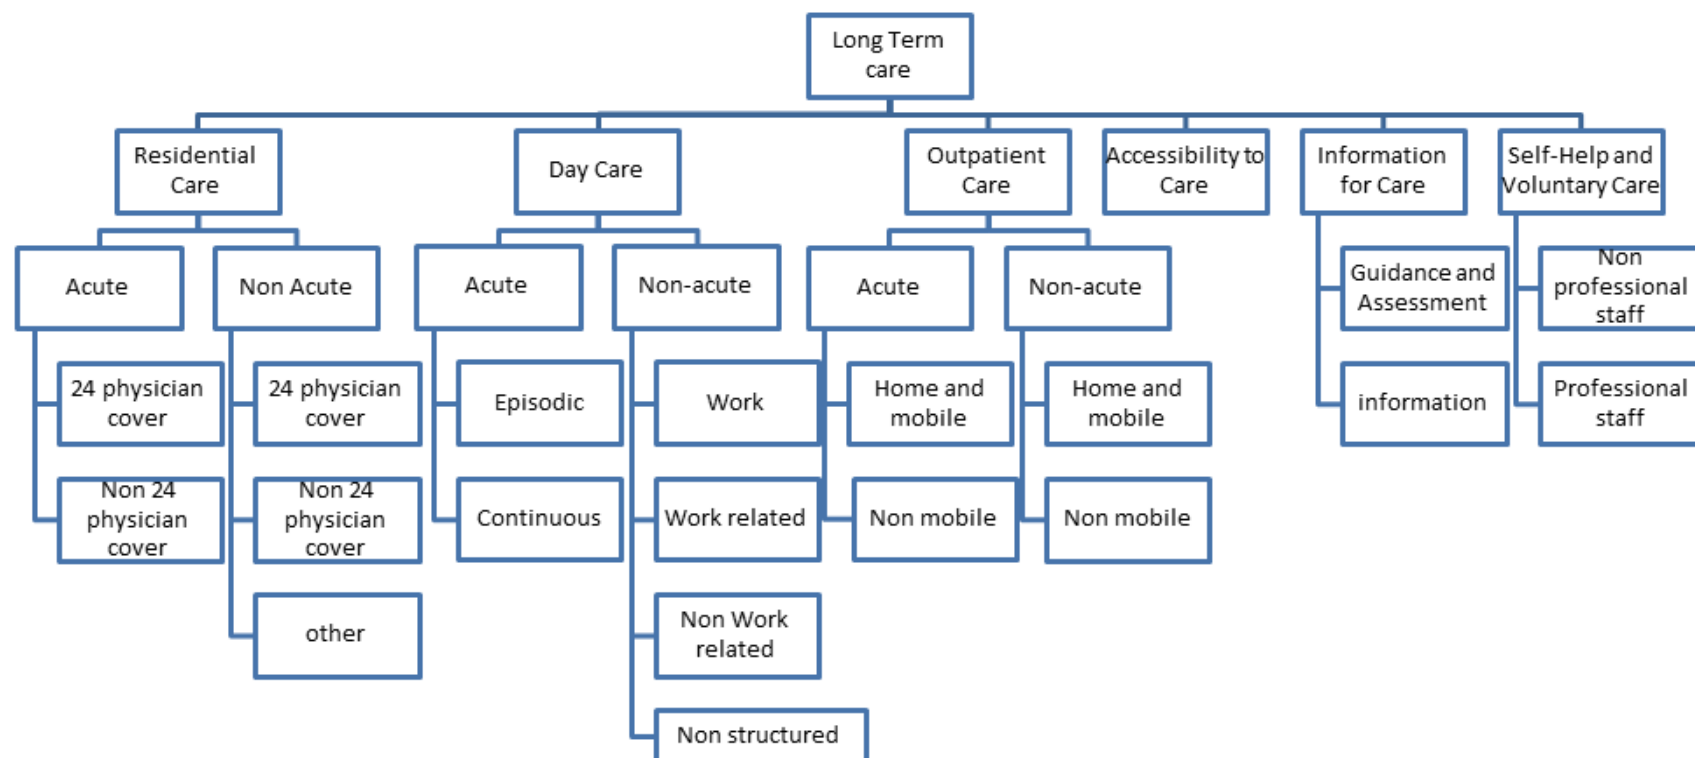 Long Term
care
Residential
Care
Day Care
Outpatient
Care
Accessibility to
Care
Information
for Care
Self-Help and
Voluntary Care
Acute
Non Acute
Acute
Non-acute
Acute
Non-acute
Guidance and
Assessment
Non
professional
staff
24 physician
cover
24 physician
cover
Episodic
Work
Home and
mobile
Home and
mobile
information
Professional
staff
Non 24
physician
cover
Non 24
physician
cover
Continuous
Work related
Non mobile
Non mobile
other
Non Work
related
Non structured